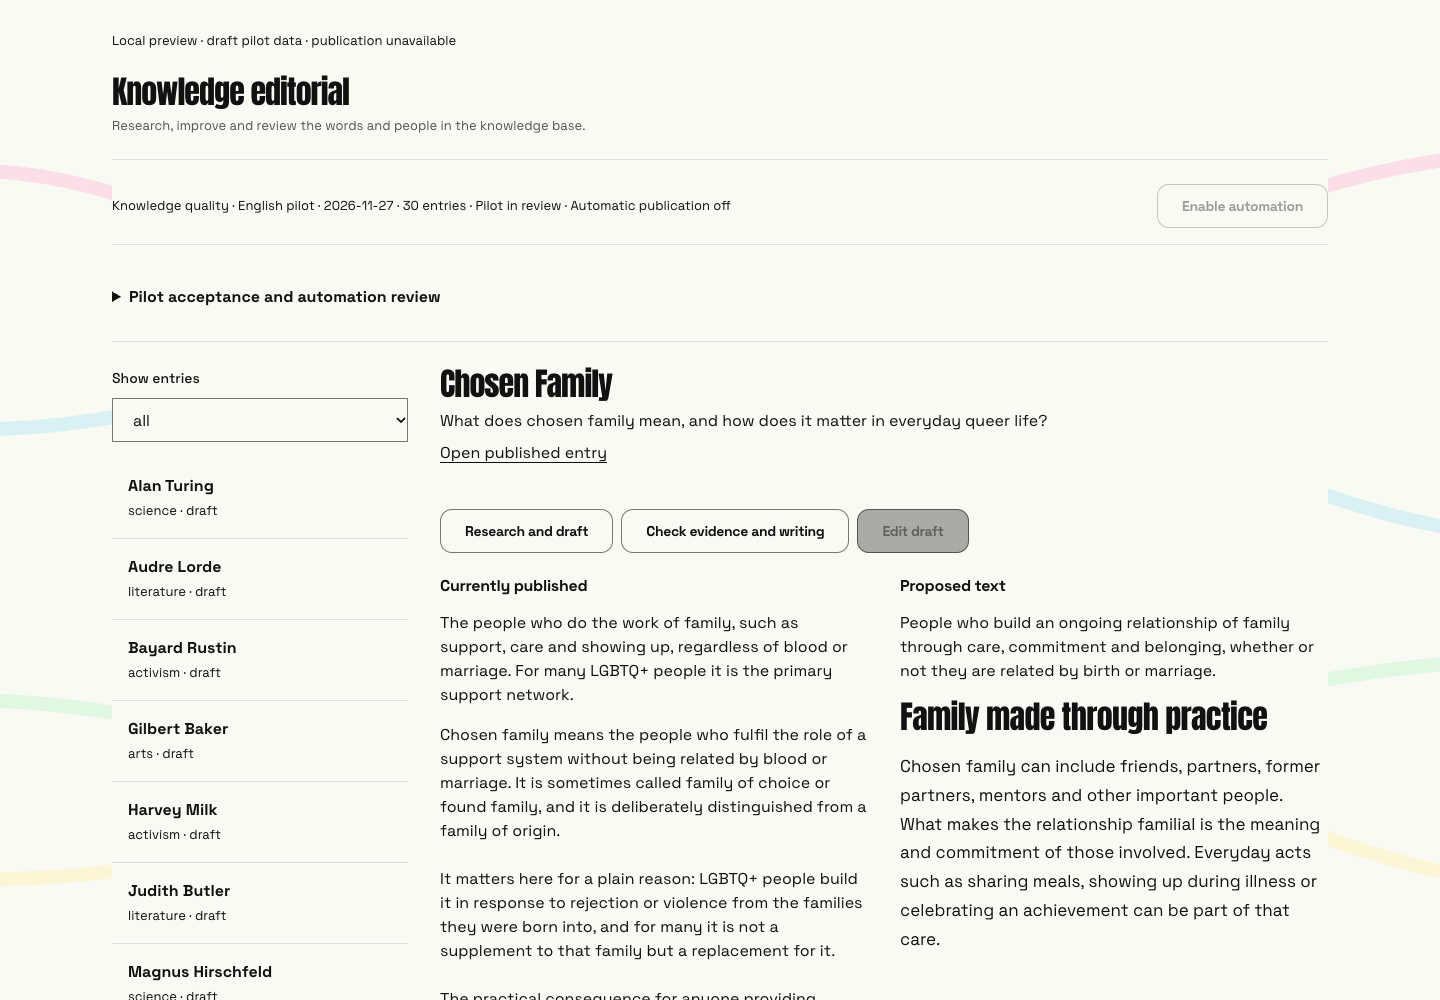 Local preview · draft pilot data · publication unavailable
Knowledge editorial
Research, improve and review the words and people in the knowledge base.
Knowledge quality · English pilot · 2026-11-27 · 30 entries · Pilot in review · Automatic publication off
Enable automation
Pilot acceptance and automation review
Show entries
all
Alan Turing
science · draft
Audre Lorde
literature · draft
Bayard Rustin
activism · draft
Gilbert Baker
arts · draft
Harvey Milk
activism · draft
Judith Butler
literature · draft
Magnus Hirschfeld
science · draft
Chosen Family
What does chosen family mean, and how does it matter in everyday queer life?
Open published entry
Research and draft
Check evidence and writing
Edit draft
Currently published
The people who do the work of family, such as
support, care and showing up, regardless of blood or
marriage. For many LGBTQ+ people it is the primary
support network.
Chosen family means the people who fulfil the role of a
support system without being related by blood or
marriage. It is sometimes called family of choice or
found family, and it is deliberately distinguished from a
family of origin.
It matters here for a plain reason: LGBTQ+ people build
it in response to rejection or violence from the families
they were born into, and for many it is not a
supplement to that family but a replacement for it.
The practical consequence for anyone providing
Proposed text
People who build an ongoing relationship of family
through care, commitment and belonging, whether or
not they are related by birth or marriage.
Family made through practice
Chosen family can include friends, partners, former
partners, mentors and other important people.
What makes the relationship familial is the meaning
and commitment of those involved. Everyday acts
such as sharing meals, showing up during illness or
celebrating an achievement can be part of that
care.